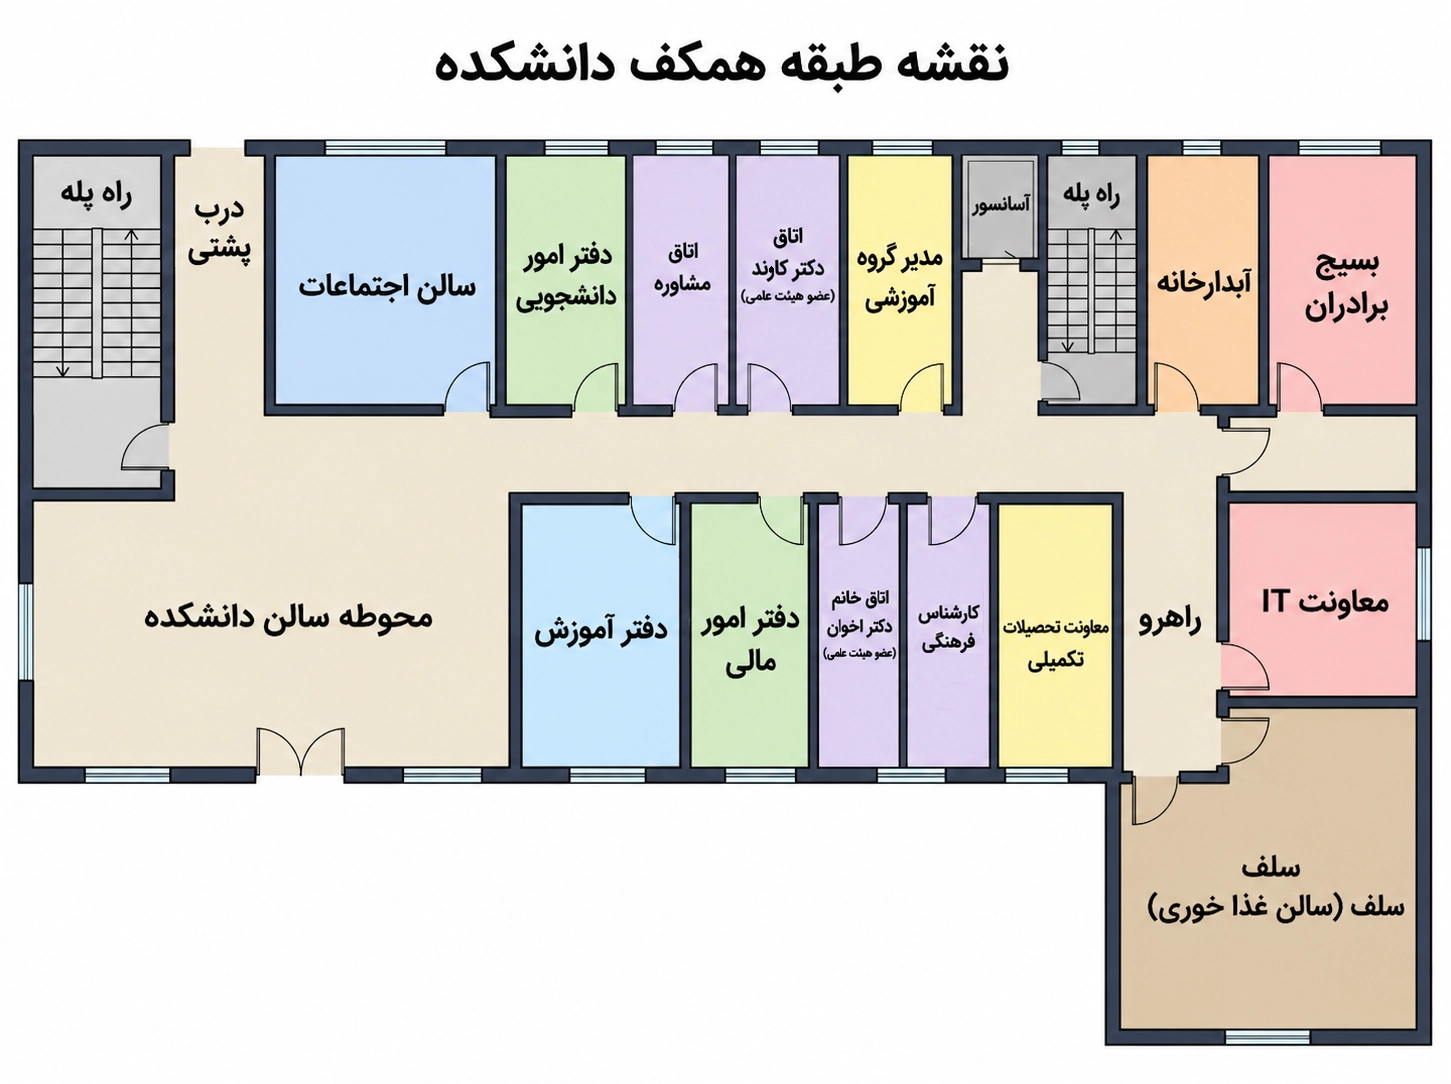 نقشه طبقه همکف دانشکده
راه پله
درب
پشتی
سالن اجتماعات
دفتر امور
دانشجویی
اتاق
مشاوره
اتاق
دکتر کاوند
(عضو هیئت علمی)
مدیر گروه
آموزشی
آسانسور
راه پله
آبدارخانه
بسیج
برادران
محوطه سالن دانشکده
دفتر آموزش
دفتر امور
مالی
اتاق خانم
دکتر اخوان
(عضو هیئت علمی)
کارشناس
فرهنگی
معاونت تحصیلات
تکمیلی
راهرو
معاونت IT
سلف
سلف (سالن غذا خوری)